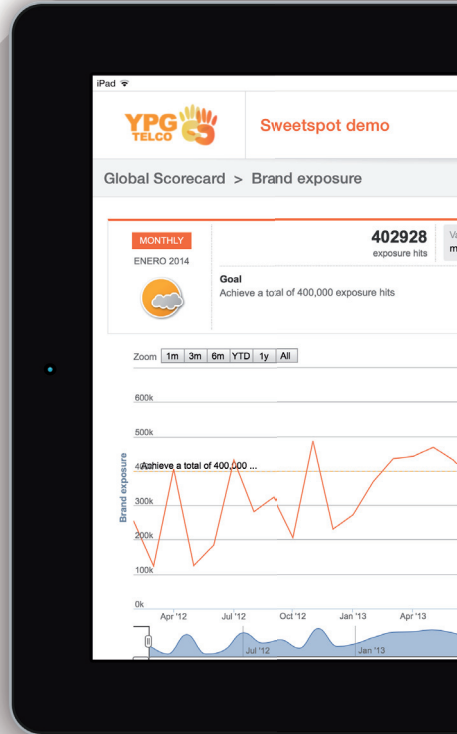 iPad
YPG
TELCO
Sweetspot demo
Global Scorecard > Brand exposure
MONTHLY
ENERO 2014
402928
exposure hits
Goal
Achieve a total of 400,000 exposure hits
Zoom 1m 3m 6m YTD 1y All
600k
500k
Achieve a total of 400,000 ...
400k
300k
200k
100k
0k
Brand exposure
Apr '12 Jul '12 Oct '12 Jan '13 Apr '13
Jul '12 Jan '13